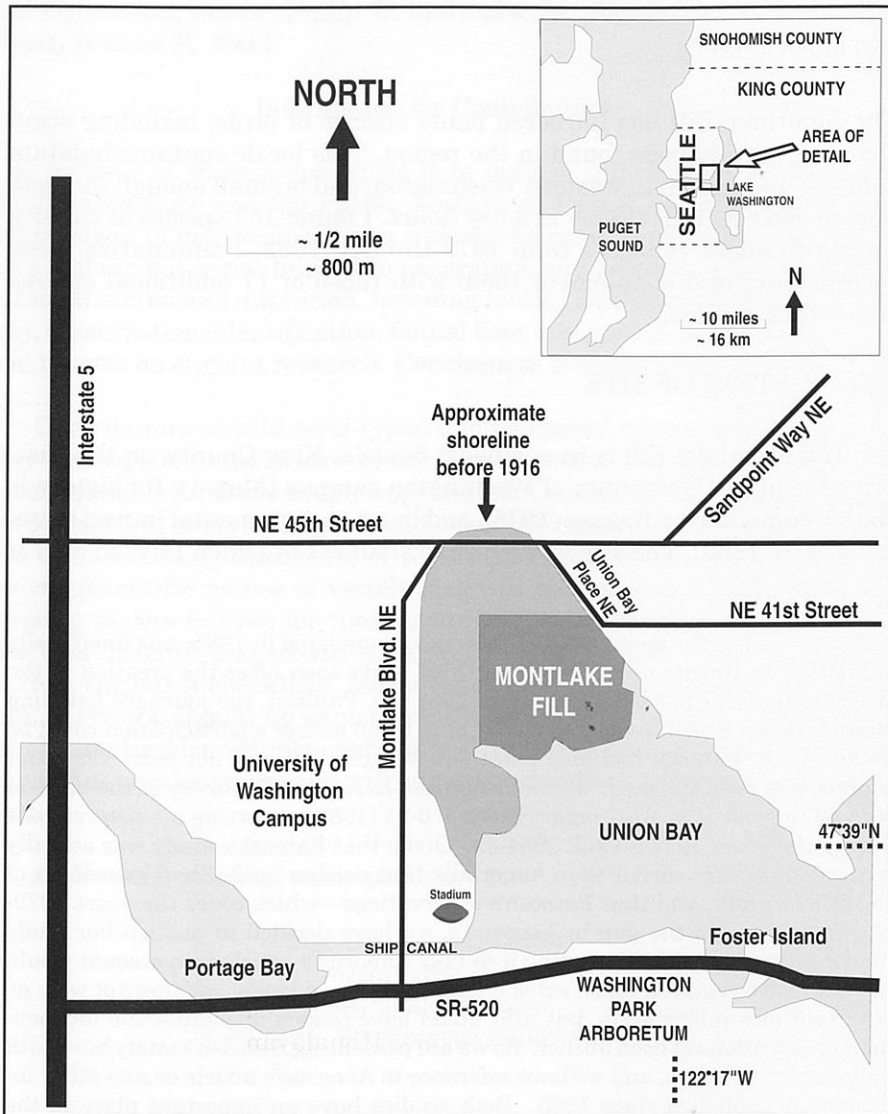 SNOHOMISH COUNTY
KING COUNTY
AREA OF
DETAIL
SEATTLE
LAKE
WASHINGTON
PUGET
SOUND
N
~ 10 miles
~ 16 km
NORTH
~ 1/2 mile
~ 800 m
Interstate 5
Approximate
shoreline
before 1916
Sandpoint Way NE
NE 45th Street
Union Bay
Place NE
NE 41st Street
Montlake Blvd. NE
MONTLAKE
FILL
University of
Washington
Campus
UNION BAY
47°39"N
Stadium
SHIP CANAL
Portage Bay
Foster Island
SR-520
WASHINGTON
PARK
ARBORETUM
122°17"W